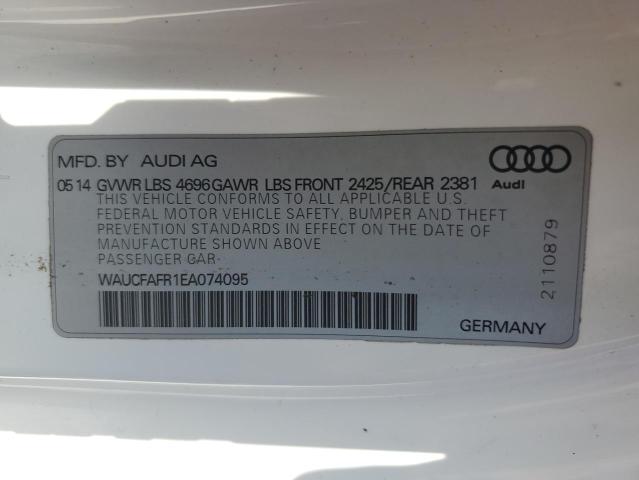 MFD. BY AUDI AG
05 14 GVWR LBS 4696 GAWR LBS FRONT 2425/REAR 2381
Audi
THIS VEHICLE CONFORMS TO ALL APPLICABLE U.S.
FEDERAL MOTOR VEHICLE SAFETY, BUMPER AND THEFT
PREVENTION STANDARDS IN EFFECT ON THE DATE OF
MANUFACTURE SHOWN ABOVE
PASSENGER CAR
WAUCFAFR1EA074095
2110879
GERMANY